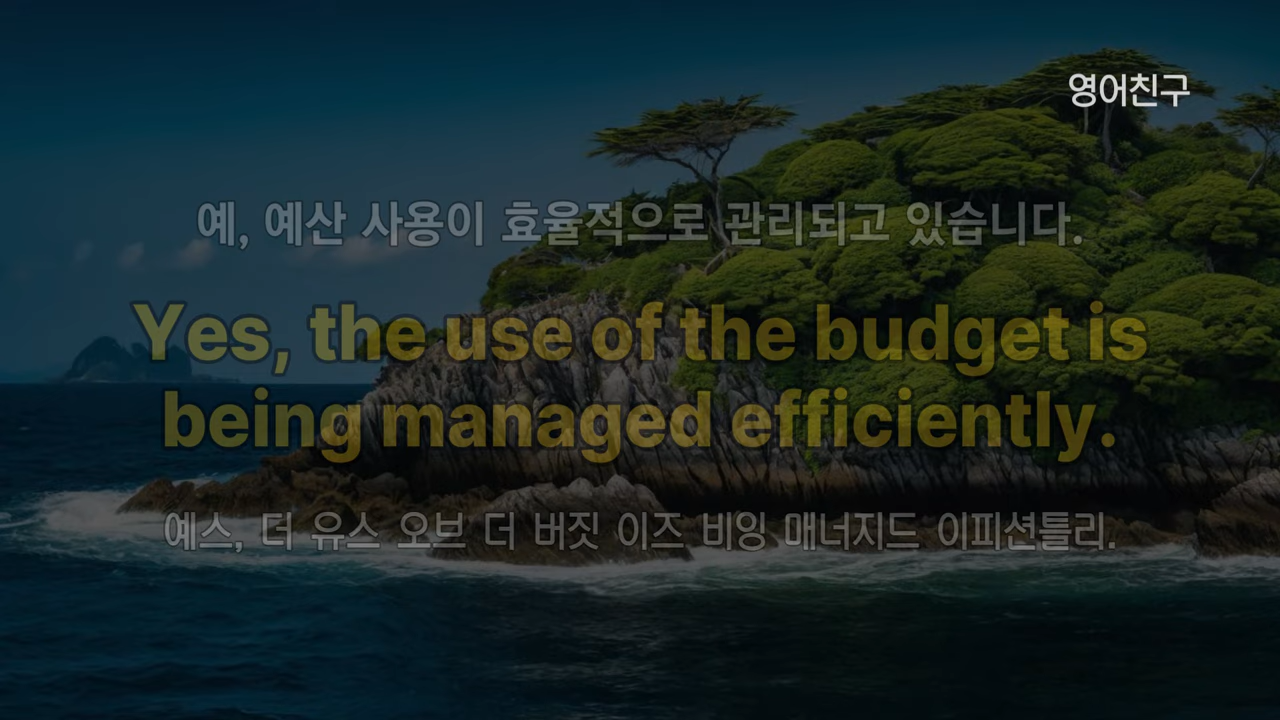 영어친구
예, 예산 사용이 효율적으로 관리되고 있습니다.
Yes, the use of the budget is
being managed efficiently.
예스, 더 유스 오브 더 버짓 이즈 비잉 매너지드 이피션틀리.